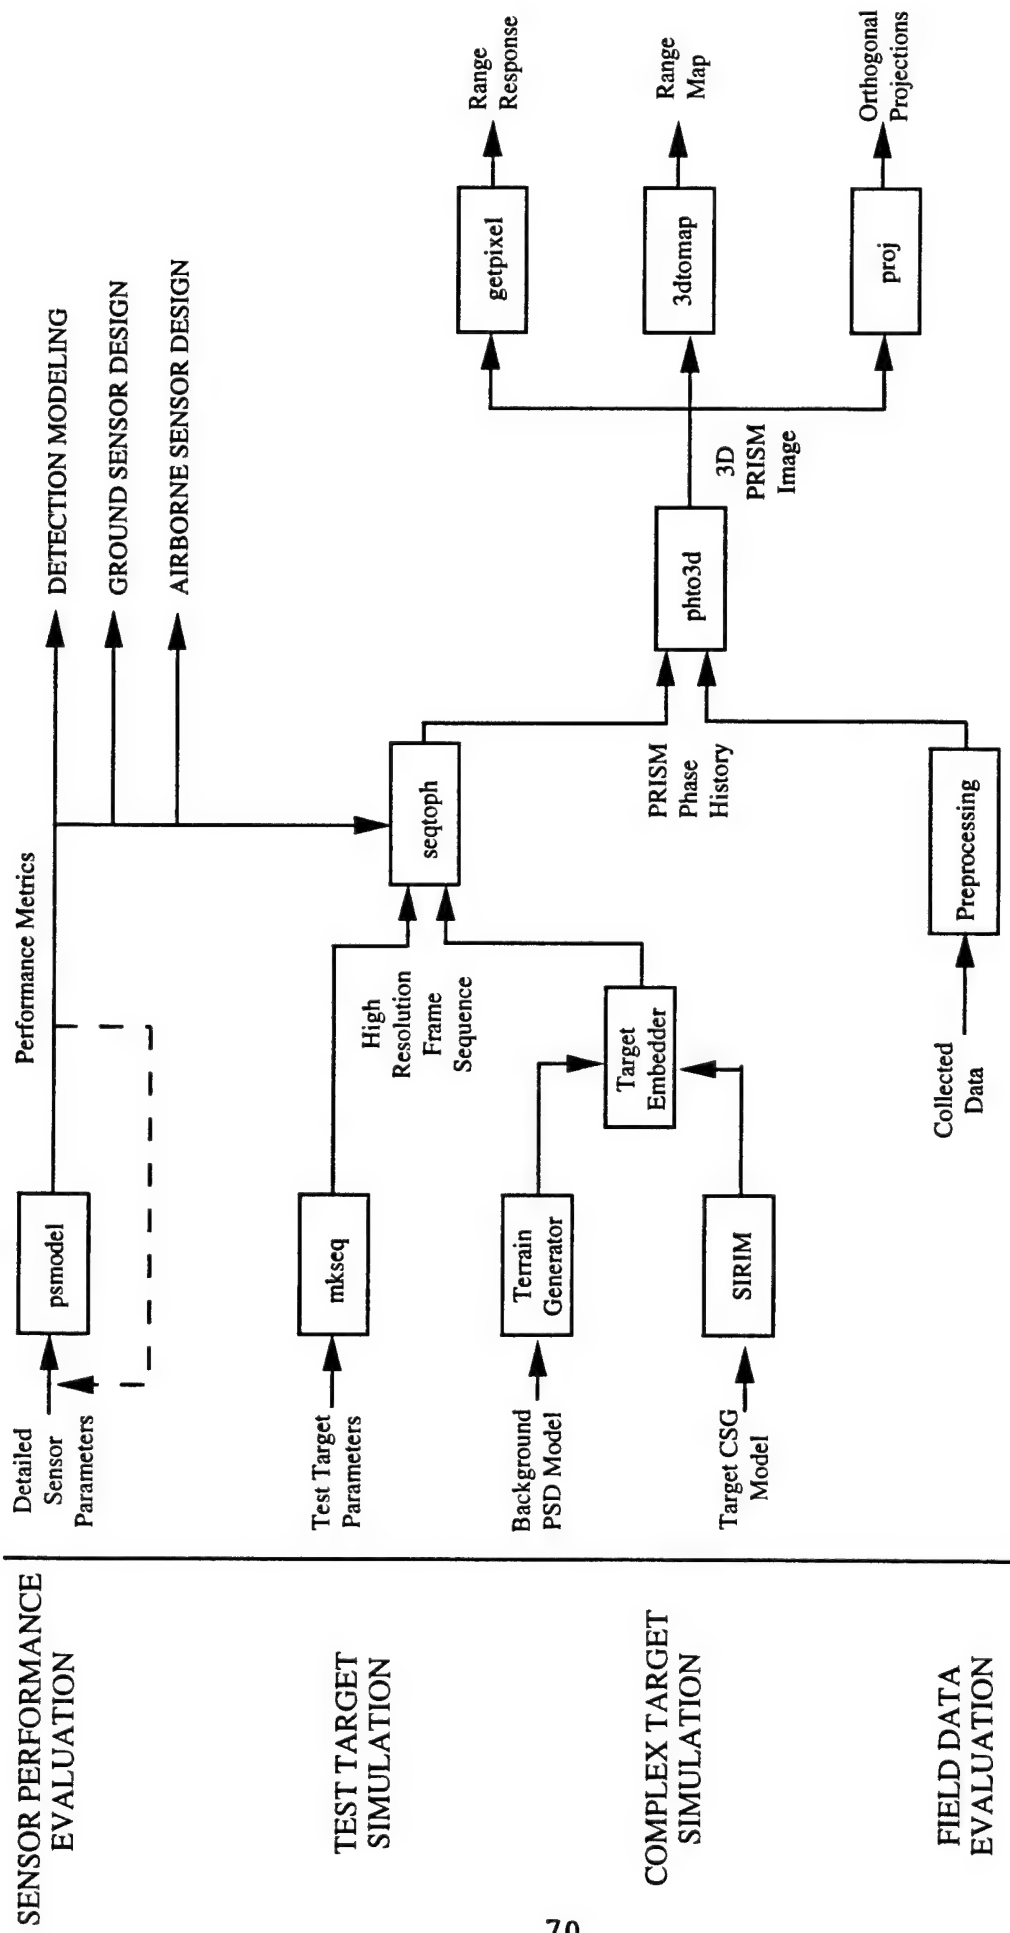 SENSOR PERFORMANCE
EVALUATION
Detailed
Sensor
Parameters
psmodel
Performance Metrics
DETECTION MODELING
GROUND SENSOR DESIGN
AIRBORNE SENSOR DESIGN
TEST TARGET
SIMULATION
Test Target
Parameters
mkseq
High
Resolution
Frame
Sequence
seqtoph
COMPLEX TARGET
SIMULATION
Background
PSD Model
Terrain
Generator
Target CSG
Model
SIRIM
Target
Embedder
PRISM
Phase
History
phto3d
3D
PRISM
Image
getpixel
Range
Response
3dtomap
Range
Map
proj
Orthogonal
Projections
FIELD DATA
EVALUATION
Collected
Data
Preprocessing
70